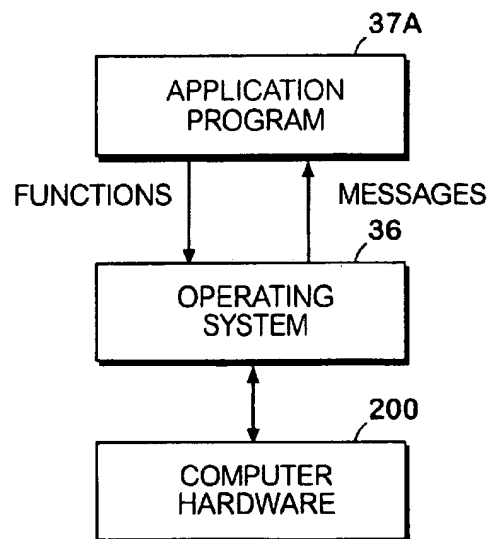 37A
APPLICATION
PROGRAM
FUNCTIONS
MESSAGES
36
OPERATING
SYSTEM
200
COMPUTER
HARDWARE